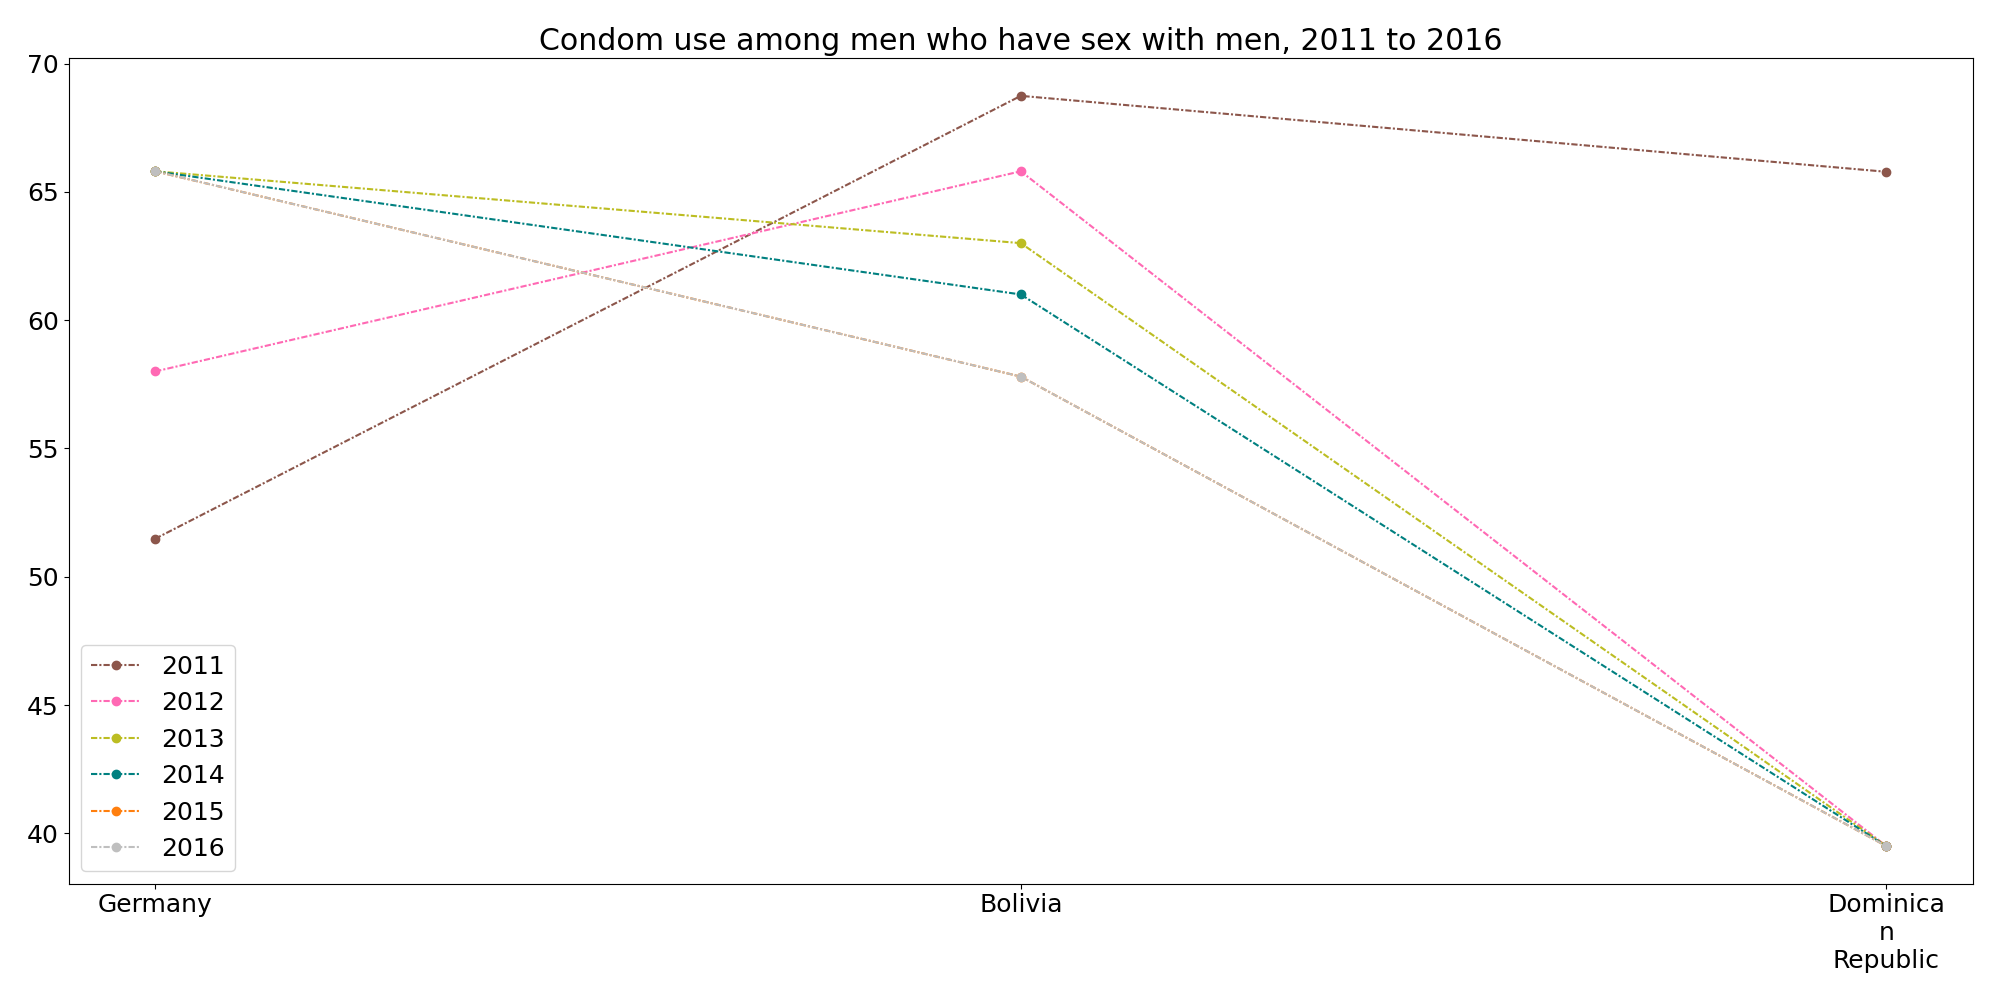 Condom use among men who have sex with men, 2011 to 2016
70
65
60
55
50
45
40
2011
2012
2013
2014
2015
2016
Germany
Bolivia
Dominica
n
Republic